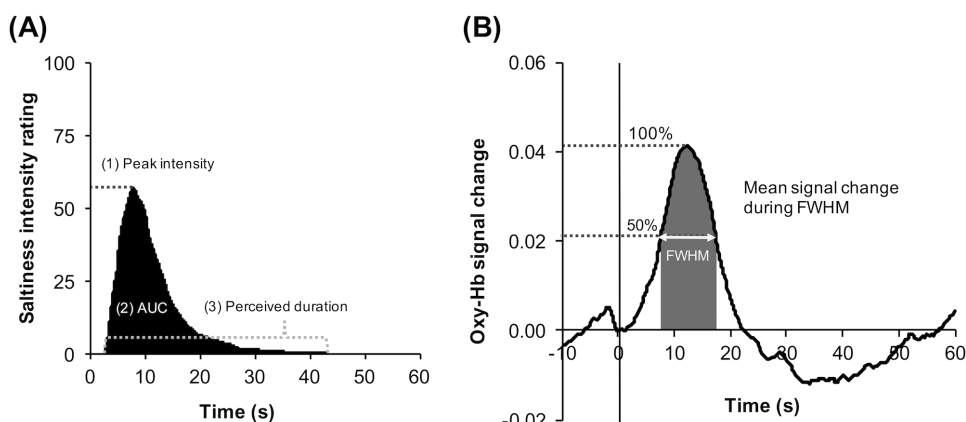 (A)
100
75
50
25
0
Saltiness intensity rating
(1) Peak intensity
(2) AUC
(3) Perceived duration
0 10 20 30 40 50 60
Time (s)
(B)
0.06
0.04
0.02
0.00
-0.02
Oxy-Hb signal change
100%
50%
FWHM
Mean signal change
during FWHM
-10 0 10 20 30 40 50 60
Time (s)